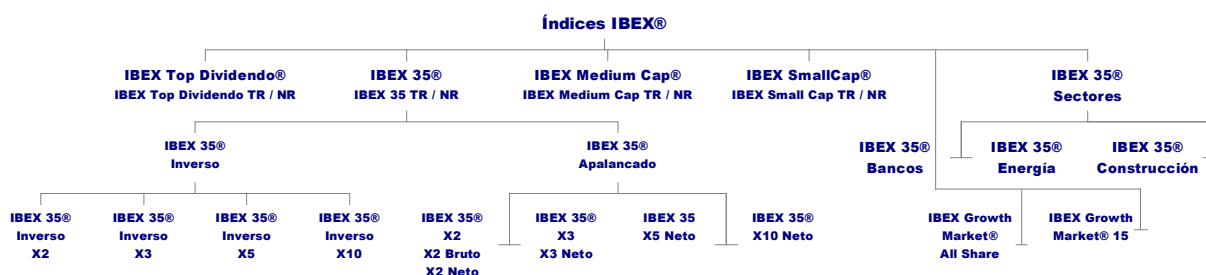 Índices IBEX®
IBEX Top Dividendo®
IBEX Top Dividendo TR / NR
IBEX 35®
IBEX 35 TR / NR
IBEX Medium Cap®
IBEX Medium Cap TR / NR
IBEX SmallCap®
IBEX Small Cap TR / NR
IBEX 35®
Sectores
IBEX 35®
Inverso
IBEX 35®
Apalancado
IBEX 35®
Bancos
IBEX 35®
Energía
IBEX 35®
Construcción
IBEX 35®
Inverso
X2
IBEX 35®
Inverso
X3
IBEX 35®
Inverso
X5
IBEX 35®
Inverso
X10
IBEX 35®
X2
X2 Bruto
X2 Neto
IBEX 35®
X3
X3 Neto
IBEX 35
X5 Neto
IBEX 35®
X10 Neto
IBEX Growth
Market®
All Share
IBEX Growth
Market® 15